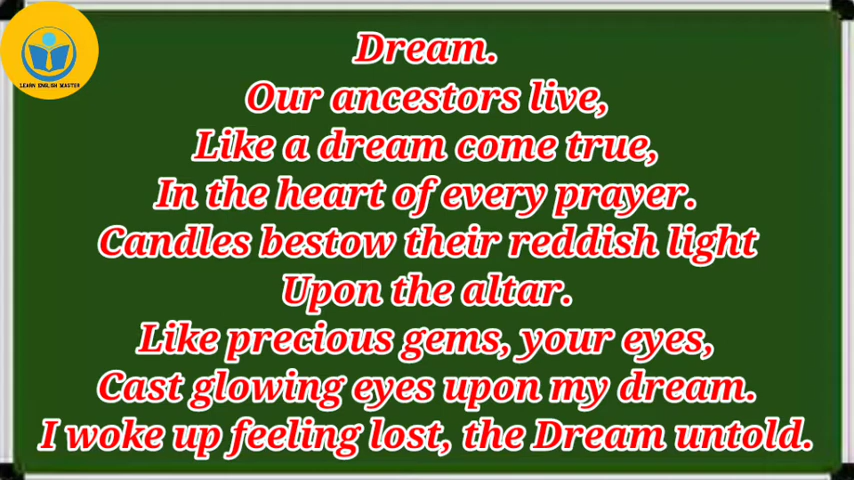 LEARN ENGLISH MASTER
Dream.
Our ancestors live,
Like a dream come true,
In the heart of every prayer.
Candles bestow their reddish light
Upon the altar.
Like precious gems, your eyes,
Cast glowing eyes upon my dream.
I woke up feeling lost, the Dream untold.